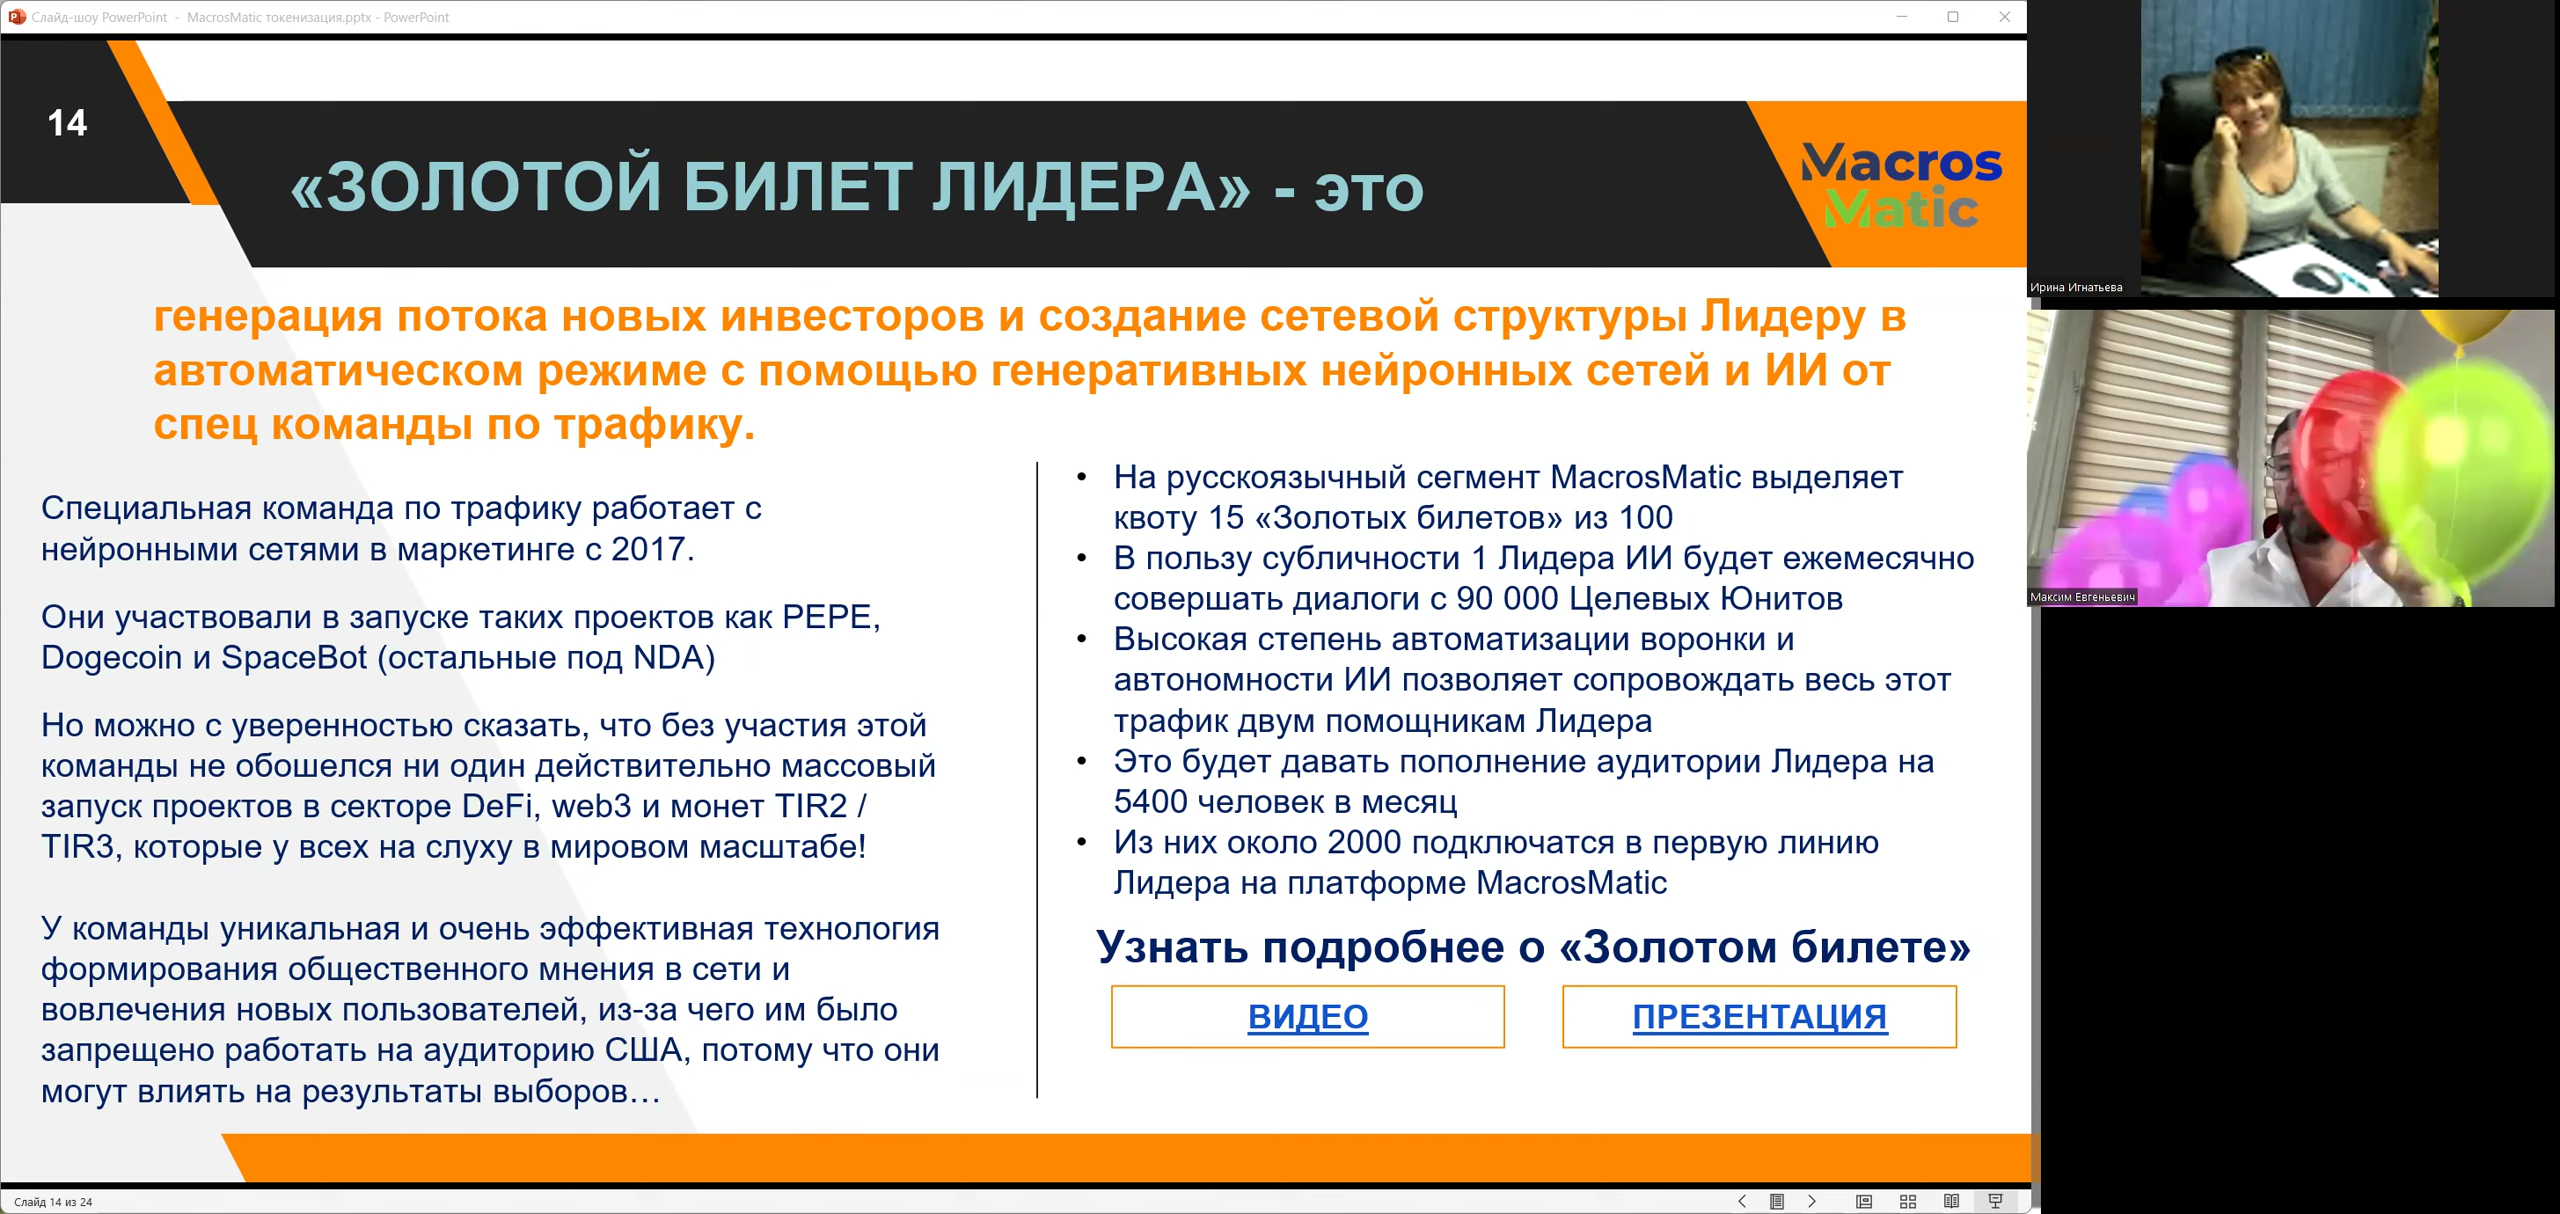 Слайд-шоу PowerPoint - MacrosMatic токенизация.pptx - PowerPoint
14
«ЗОЛОТОЙ БИЛЕТ ЛИДЕРА» - это
Macros
Matic
генерация потока новых инвесторов и создание сетевой структуры Лидеру в
автоматическом режиме с помощью генеративных нейронных сетей и ИИ от
спец команды по трафику.
Специальная команда по трафику работает с
нейронными сетями в маркетинге с 2017.
Они участвовали в запуске таких проектов как PEPE,
Dogecoin и SpaceBot (остальные под NDA)
Но можно с уверенностью сказать, что без участия этой
команды не обошелся ни один действительно массовый
запуск проектов в секторе DeFi, web3 и монет TIR2 /
TIR3, которые у всех на слуху в мировом масштабе!
У команды уникальная и очень эффективная технология
формирования общественного мнения в сети и
вовлечения новых пользователей, из-за чего им было
запрещено работать на аудиторию США, потому что они
могут влиять на результаты выборов…
• На русскоязычный сегмент MacrosMatic выделяет
квоту 15 «Золотых билетов» из 100
• В пользу субличности 1 Лидера ИИ будет ежемесячно
совершать диалоги с 90 000 Целевых Юнитов
• Высокая степень автоматизации воронки и
автономности ИИ позволяет сопровождать весь этот
трафик двум помощникам Лидера
• Это будет давать пополнение аудитории Лидера на
5400 человек в месяц
• Из них около 2000 подключатся в первую линию
Лидера на платформе MacrosMatic
Узнать подробнее о «Золотом билете»
ВИДЕО
ПРЕЗЕНТАЦИЯ
Ирина Игнатьева
Максим Евгеньевич
Слайд 14 из 24